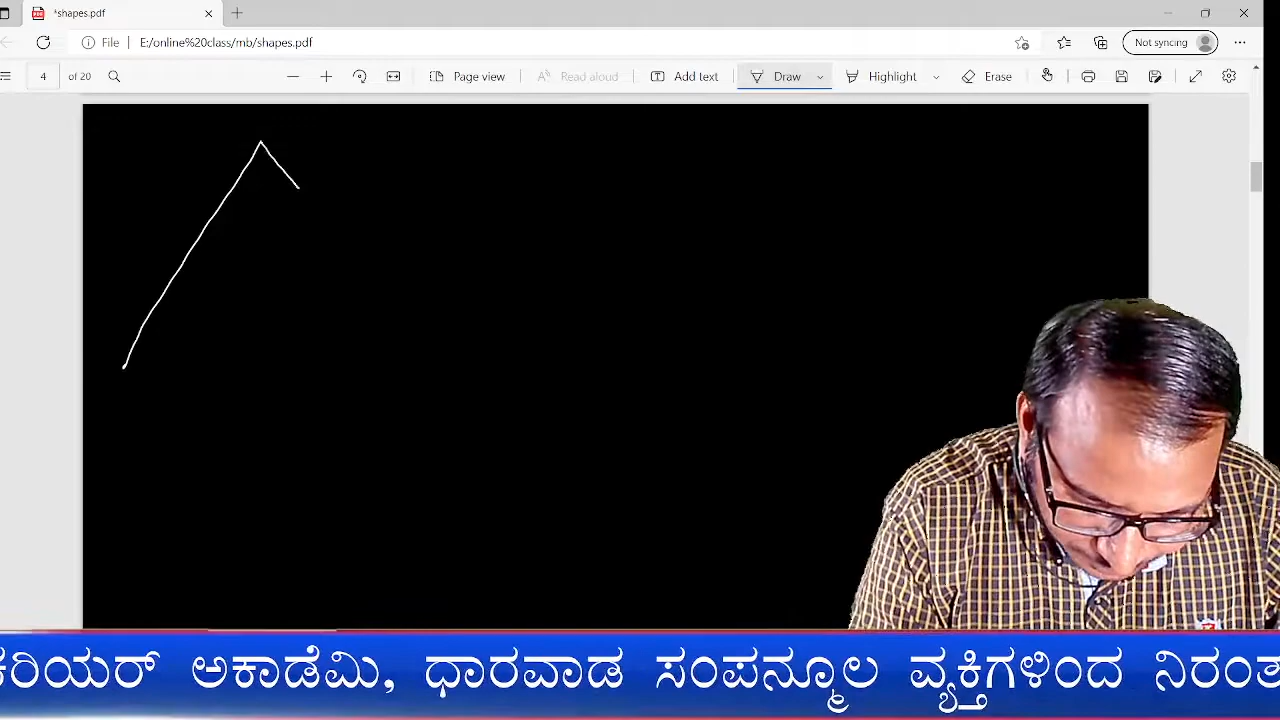 *shapes.pdf
File E:/online%20class/mb/shapes.pdf Not syncing
4 of 20 Page view Read aloud Add text Draw Highlight Erase
ಕರಿಯರ್ ಅಕಾಡೆಮಿ, ಧಾರವಾಡ ಸಂಪನ್ಮೂಲ ವ್ಯಕ್ತಿಗಳಿಂದ ನಿರಂತ